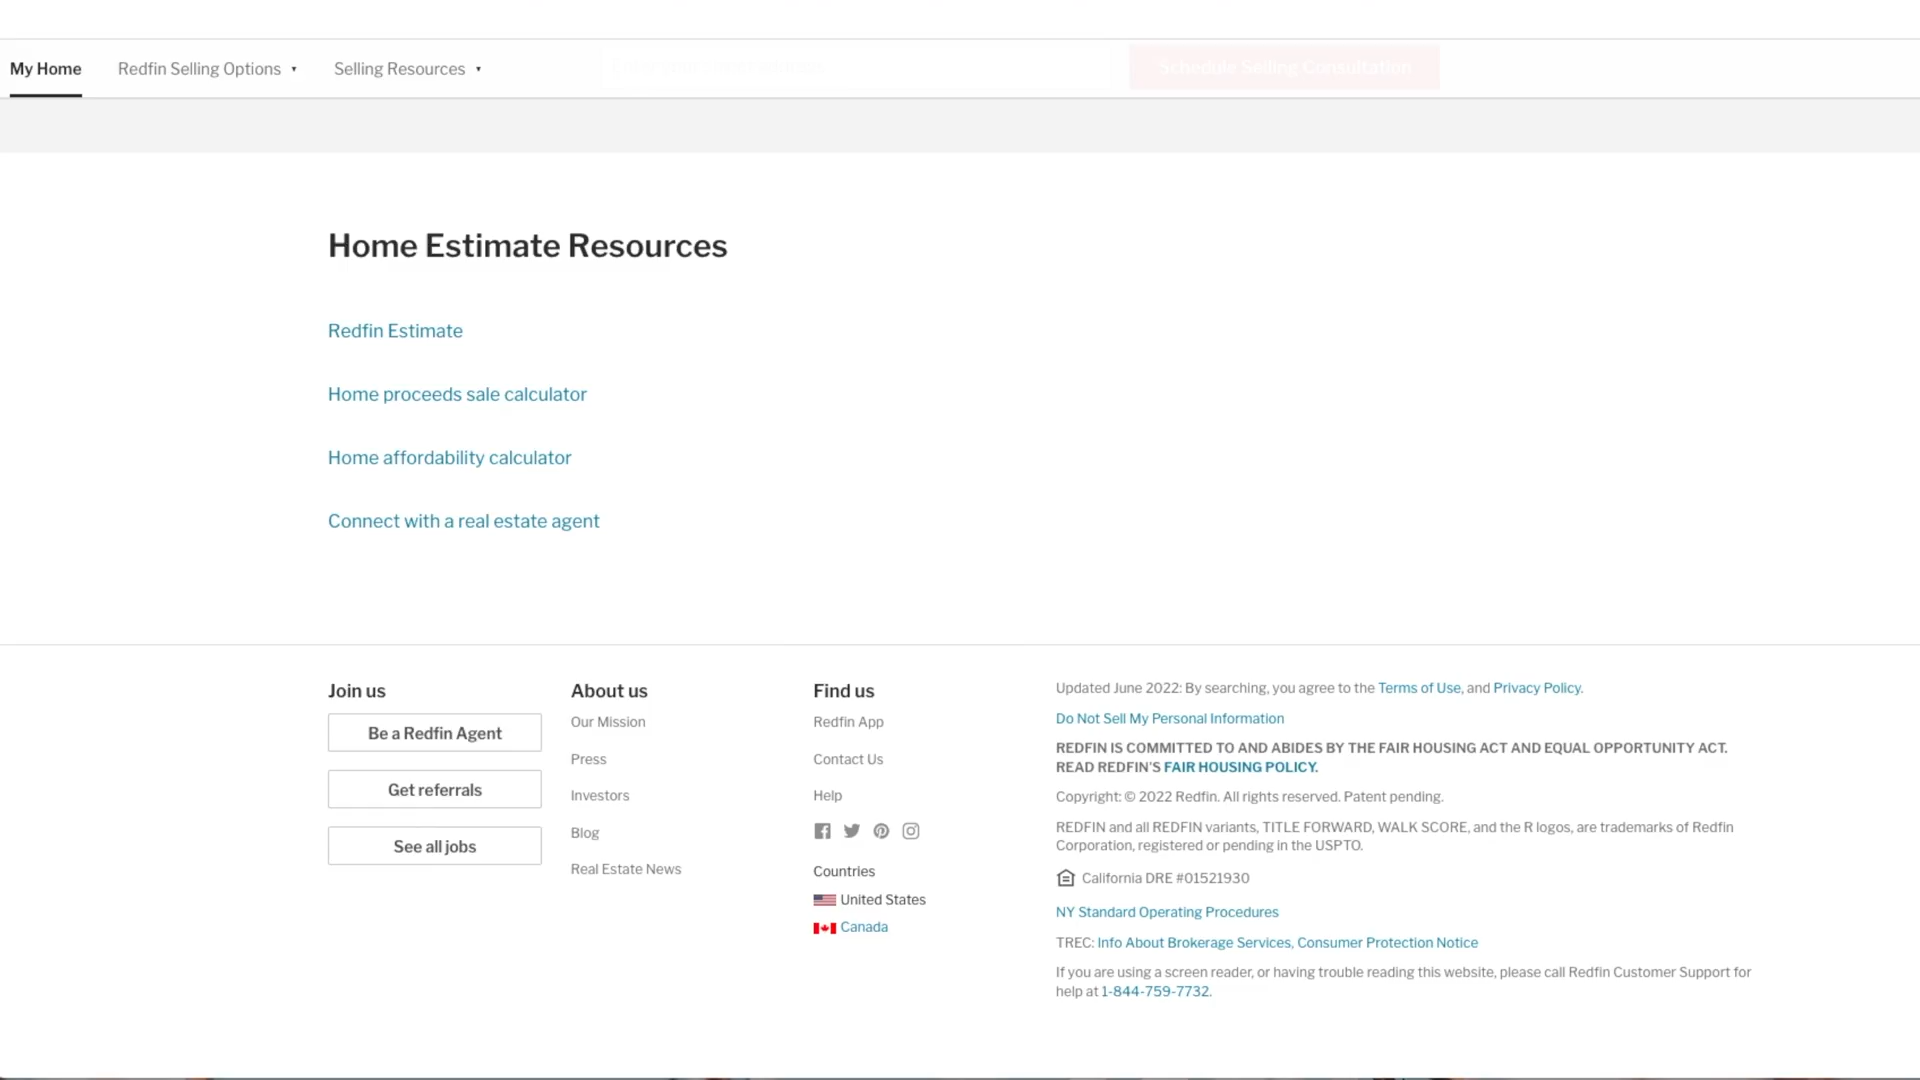 My Home
Redfin Selling Options
Selling Resources
Schedule Selling Consultation
Home Estimate Resources
Redfin Estimate
Home proceeds sale calculator
Home affordability calculator
Connect with a real estate agent
Join us
Be a Redfin Agent
Get referrals
See all jobs
About us
Our Mission
Press
Investors
Blog
Real Estate News
Find us
Redfin App
Contact Us
Help
Countries
United States
Canada
Updated June 2022: By searching, you agree to the Terms of Use, and Privacy Policy.
Do Not Sell My Personal Information
REDFIN IS COMMITTED TO AND ABIDES BY THE FAIR HOUSING ACT AND EQUAL OPPORTUNITY ACT.
READ REDFIN'S FAIR HOUSING POLICY.
Copyright: © 2022 Redfin. All rights reserved. Patent pending.
REDFIN and all REDFIN variants, TITLE FORWARD, WALK SCORE, and the R logos, are trademarks of Redfin
Corporation, registered or pending in the USPTO.
California DRE #01521930
NY Standard Operating Procedures
TREC: Info About Brokerage Services, Consumer Protection Notice
If you are using a screen reader, or having trouble reading this website, please call Redfin Customer Support for
help at 1-844-759-7732.